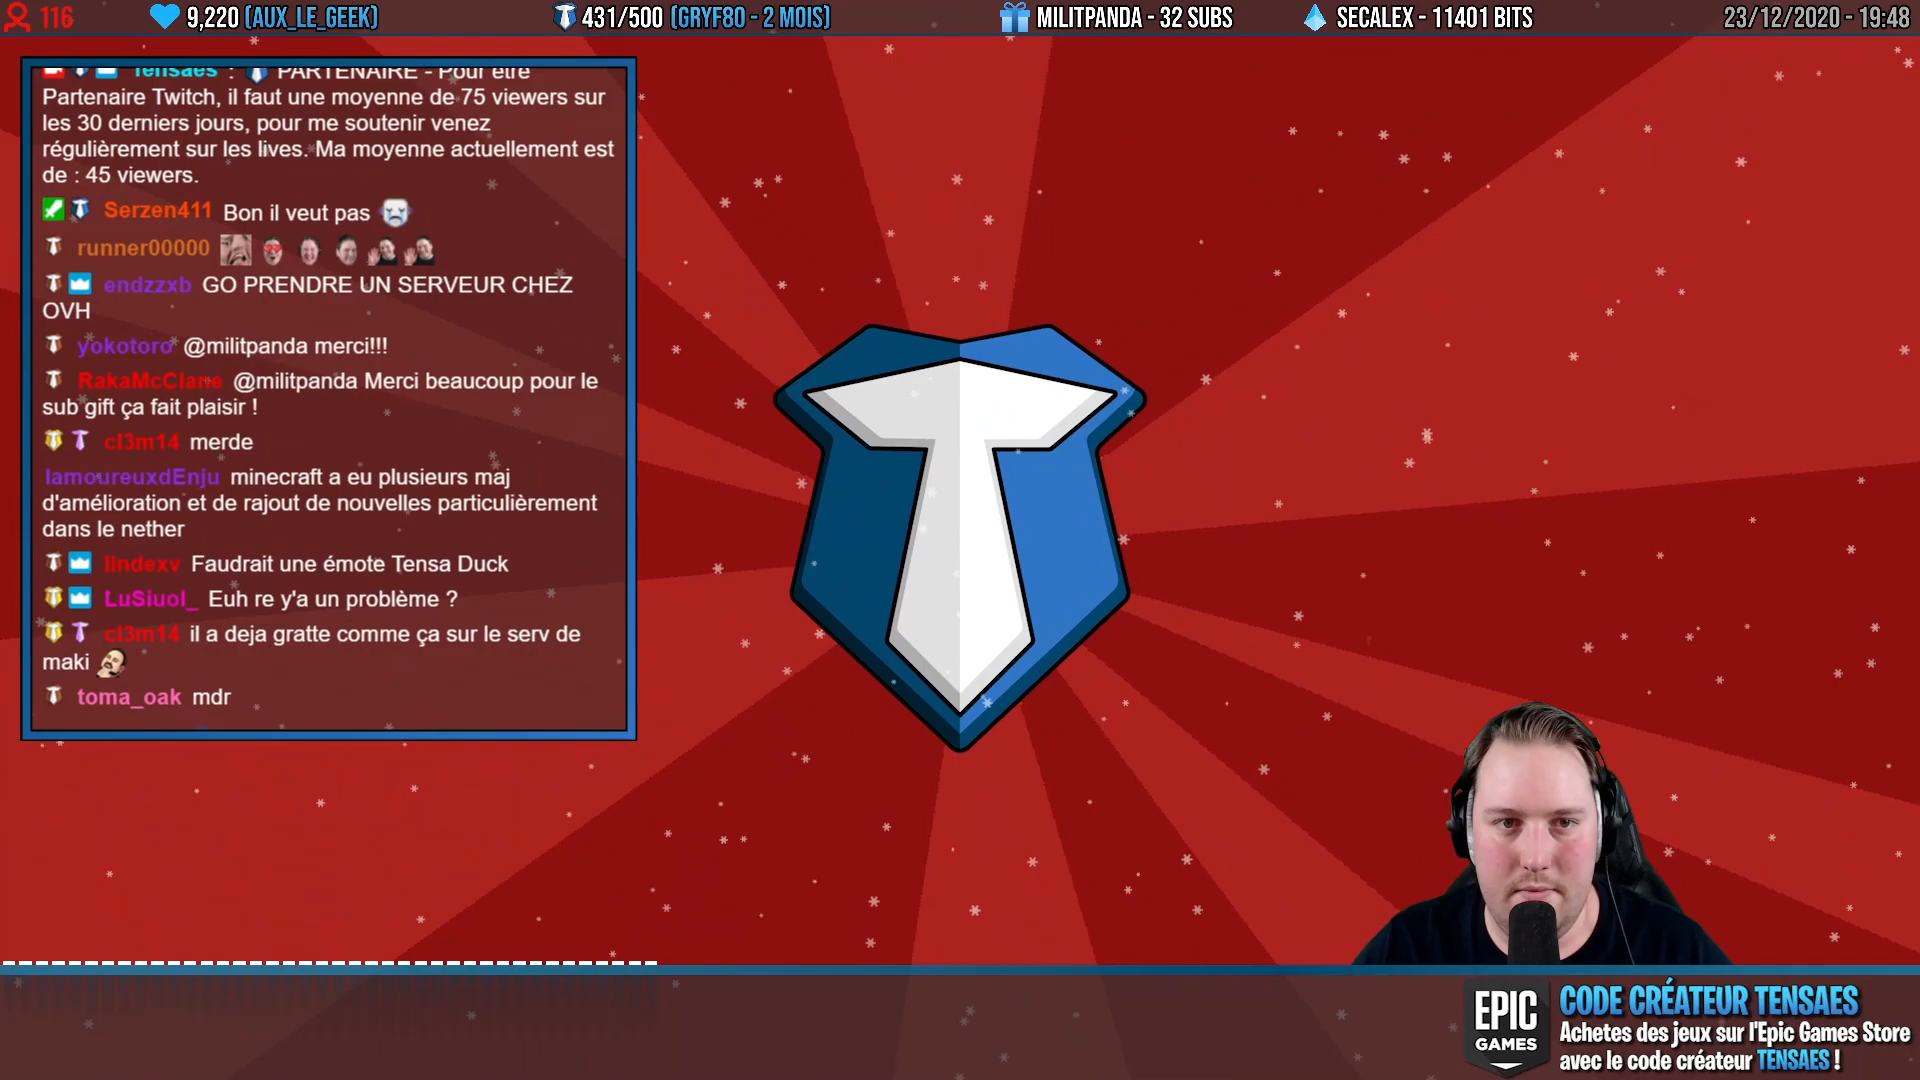 116
9,220 (AUX_LE_GEEK)
431/500 (GRYF80 - 2 MOIS)
MILITPANDA - 32 SUBS
SECALEX - 11401 BITS
23/12/2020 - 19:48
Tensaes : PARTENAIRE - Pour être
Partenaire Twitch, il faut une moyenne de 75 viewers sur
les 30 derniers jours, pour me soutenir venez
régulièrement sur les lives. Ma moyenne actuellement est
de : 45 viewers.
Serzen411 Bon il veut pas
runner00000
endzzxb GO PRENDRE UN SERVEUR CHEZ
OVH
yokotoro @militpanda merci!!!
RakaMcClane @militpanda Merci beaucoup pour le
sub gift ça fait plaisir !
cl3m14 merde
lamoureuxdEnju minecraft a eu plusieurs maj
d'amélioration et de rajout de nouvelles particulièrement
dans le nether
lindexv Faudrait une émote Tensa Duck
LuSiuol_ Euh re y'a un problème ?
cl3m14 il a deja gratte comme ça sur le serv de
maki
toma_oak mdr
EPIC
GAMES
CODE CRÉATEUR TENSAES
Achetes des jeux sur l'Epic Games Store
avec le code créateur TENSAES !